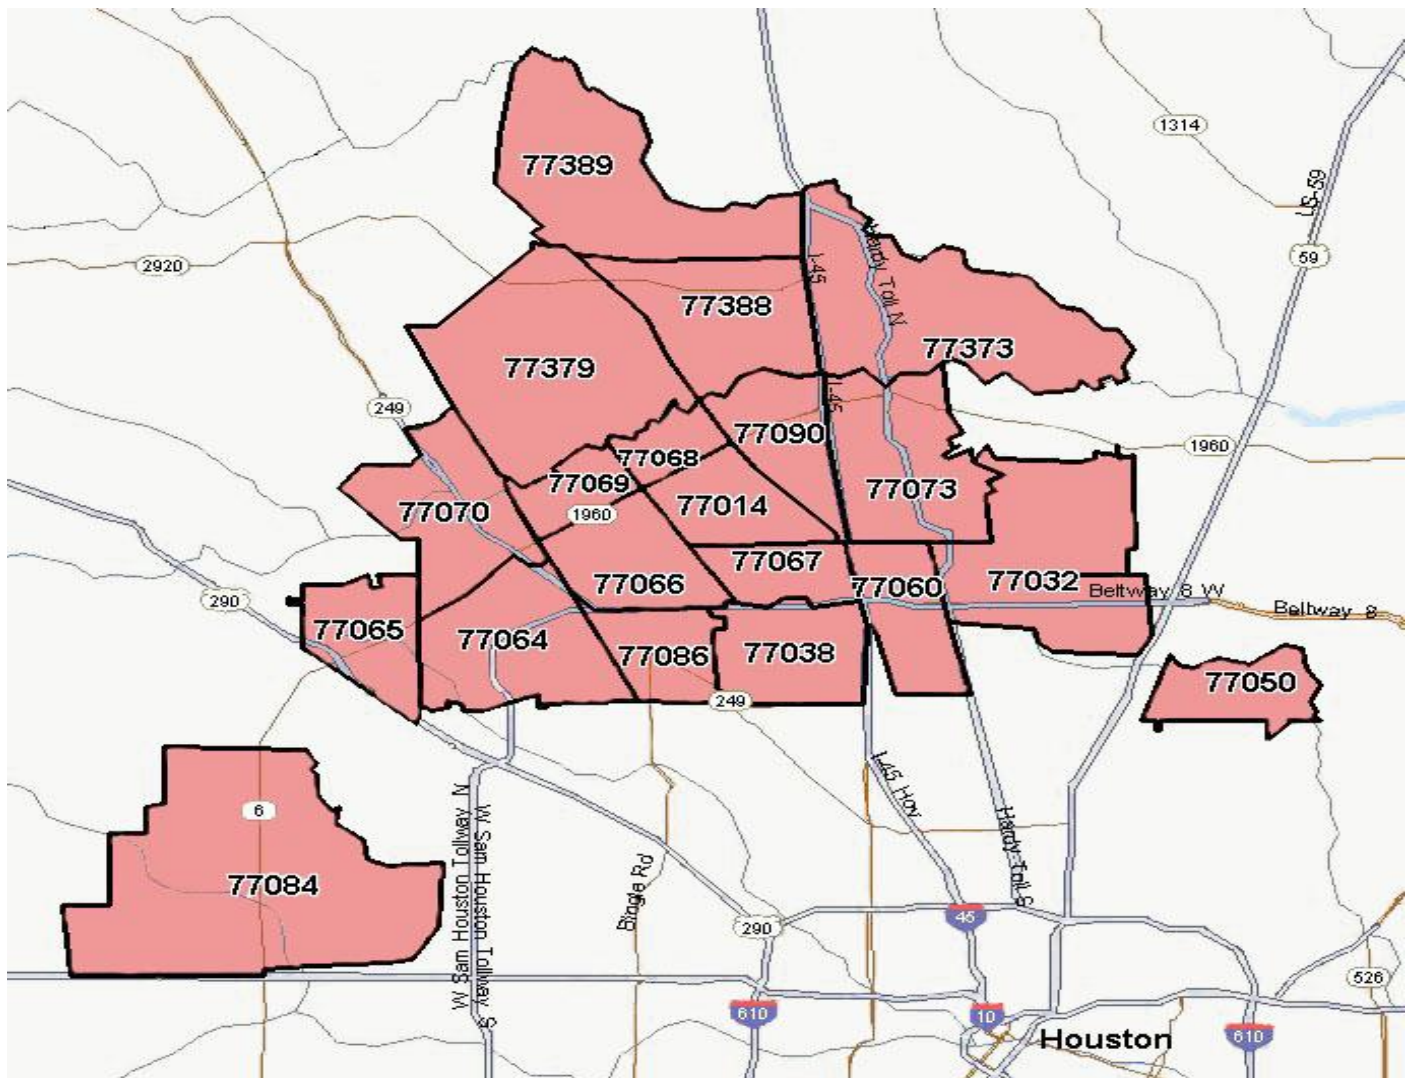 1314
77389
US-59
59
2920
I-45
Hardy Toll N
77388
77373
77379
I-45
249
77090
1960
77068
77069
77073
77070
77014
1960
77067
77066
77060
77032
Beltway 8 W
Beltway 8
290
77065
77064
77086
77038
77050
249
6
I-45 Hov
W Sam Houston Tollway N
W Sam Houston Tollway S
Hardy Toll S
77084
Bingle Rd
45
290
526
610
10
610
Houston